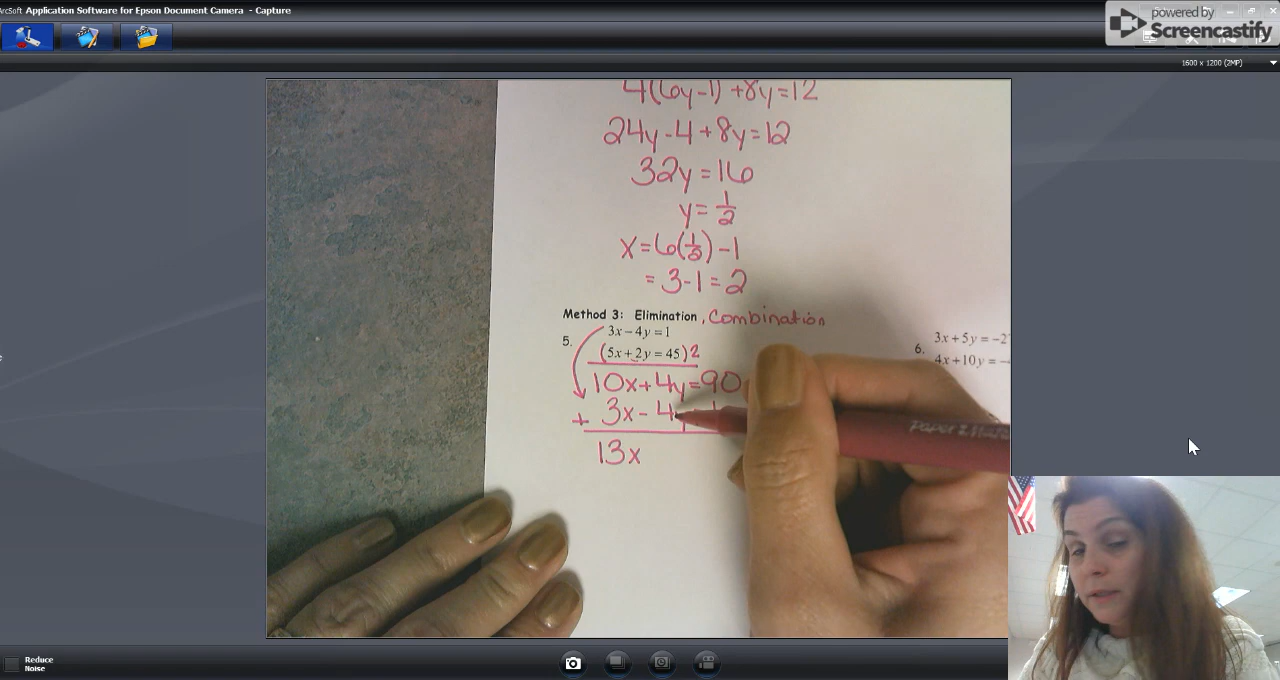 ArcSoft Application Software for Epson Document Camera - Capture
powered by
Screencastify
1600 x 1200 (2MP)
4(6y-1) +8y=12
24y-4+8y=12
32y=16
y=1/2
x=6(1/2)-1
=3-1=2
Method 3: Elimination, Combination
5.
3x-4y=1
(5x+2y=45)2
10x+4y=90
+ 3x-4y
13x
6.
3x+5y=-2
4x+10y=-
Reduce
Noise